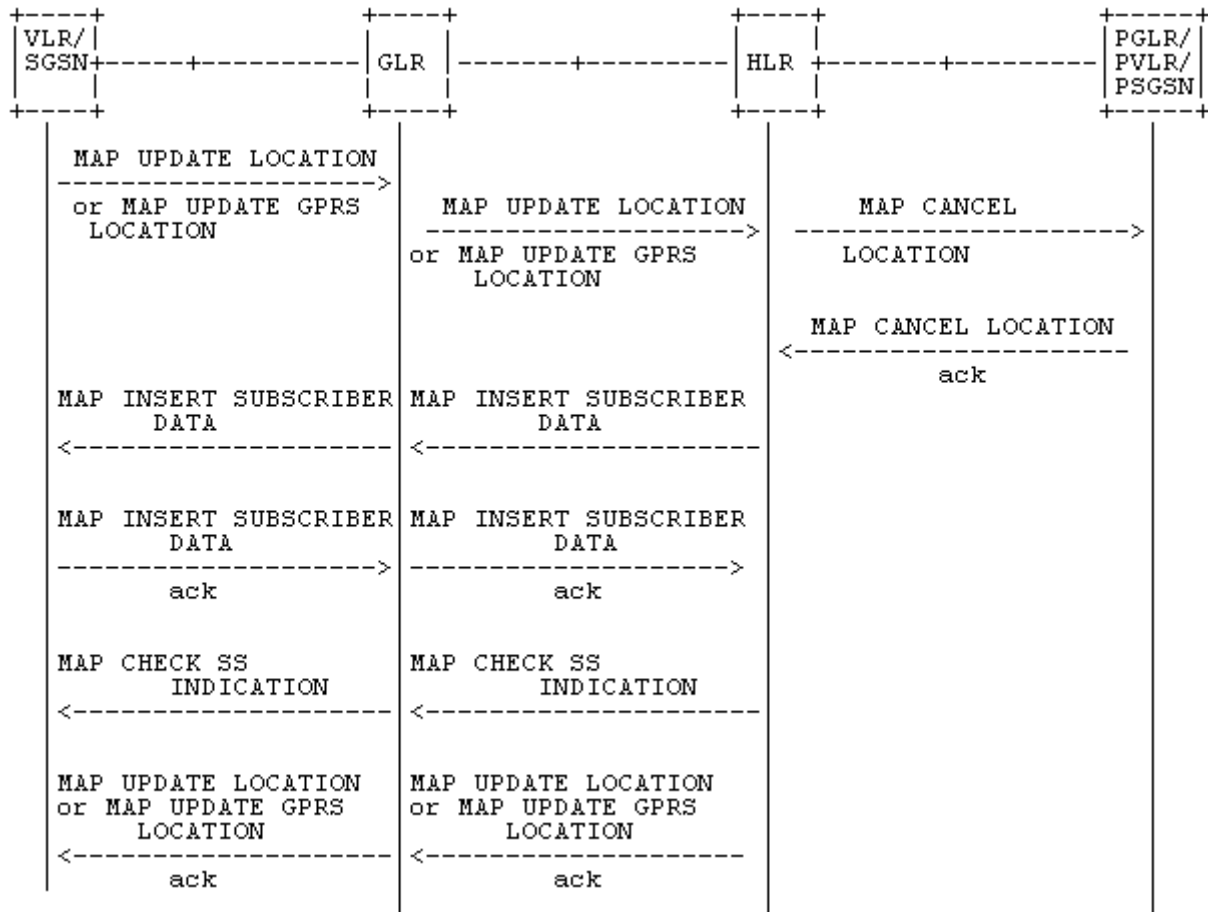 VLR/
SGSN
GLR
HLR
PGLR/
PVLR/
PSGSN
MAP UPDATE LOCATION
or MAP UPDATE GPRS
LOCATION
MAP UPDATE LOCATION
or MAP UPDATE GPRS
LOCATION
MAP CANCEL
LOCATION
MAP CANCEL LOCATION
ack
MAP INSERT SUBSCRIBER
DATA
MAP INSERT SUBSCRIBER
DATA
MAP INSERT SUBSCRIBER
DATA
ack
MAP INSERT SUBSCRIBER
DATA
ack
MAP CHECK SS
INDICATION
MAP CHECK SS
INDICATION
MAP UPDATE LOCATION
or MAP UPDATE GPRS
LOCATION
ack
MAP UPDATE LOCATION
or MAP UPDATE GPRS
LOCATION
ack